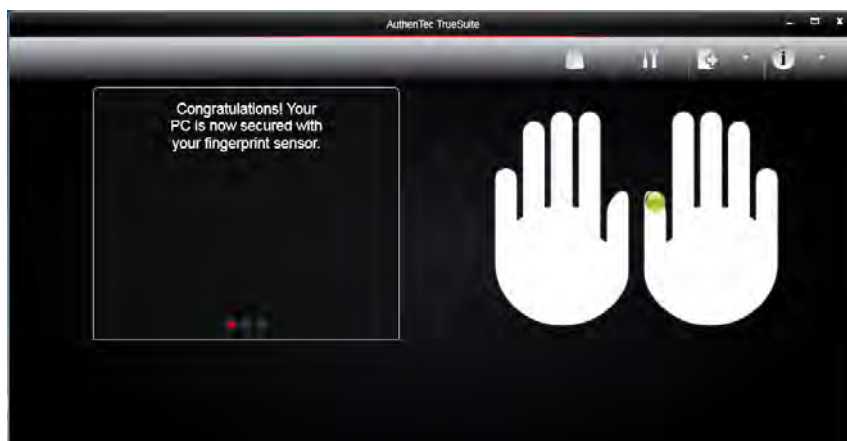 AuthenTec TrueSuite
Congratulations! Your
PC is now secured with
your fingerprint sensor.
i